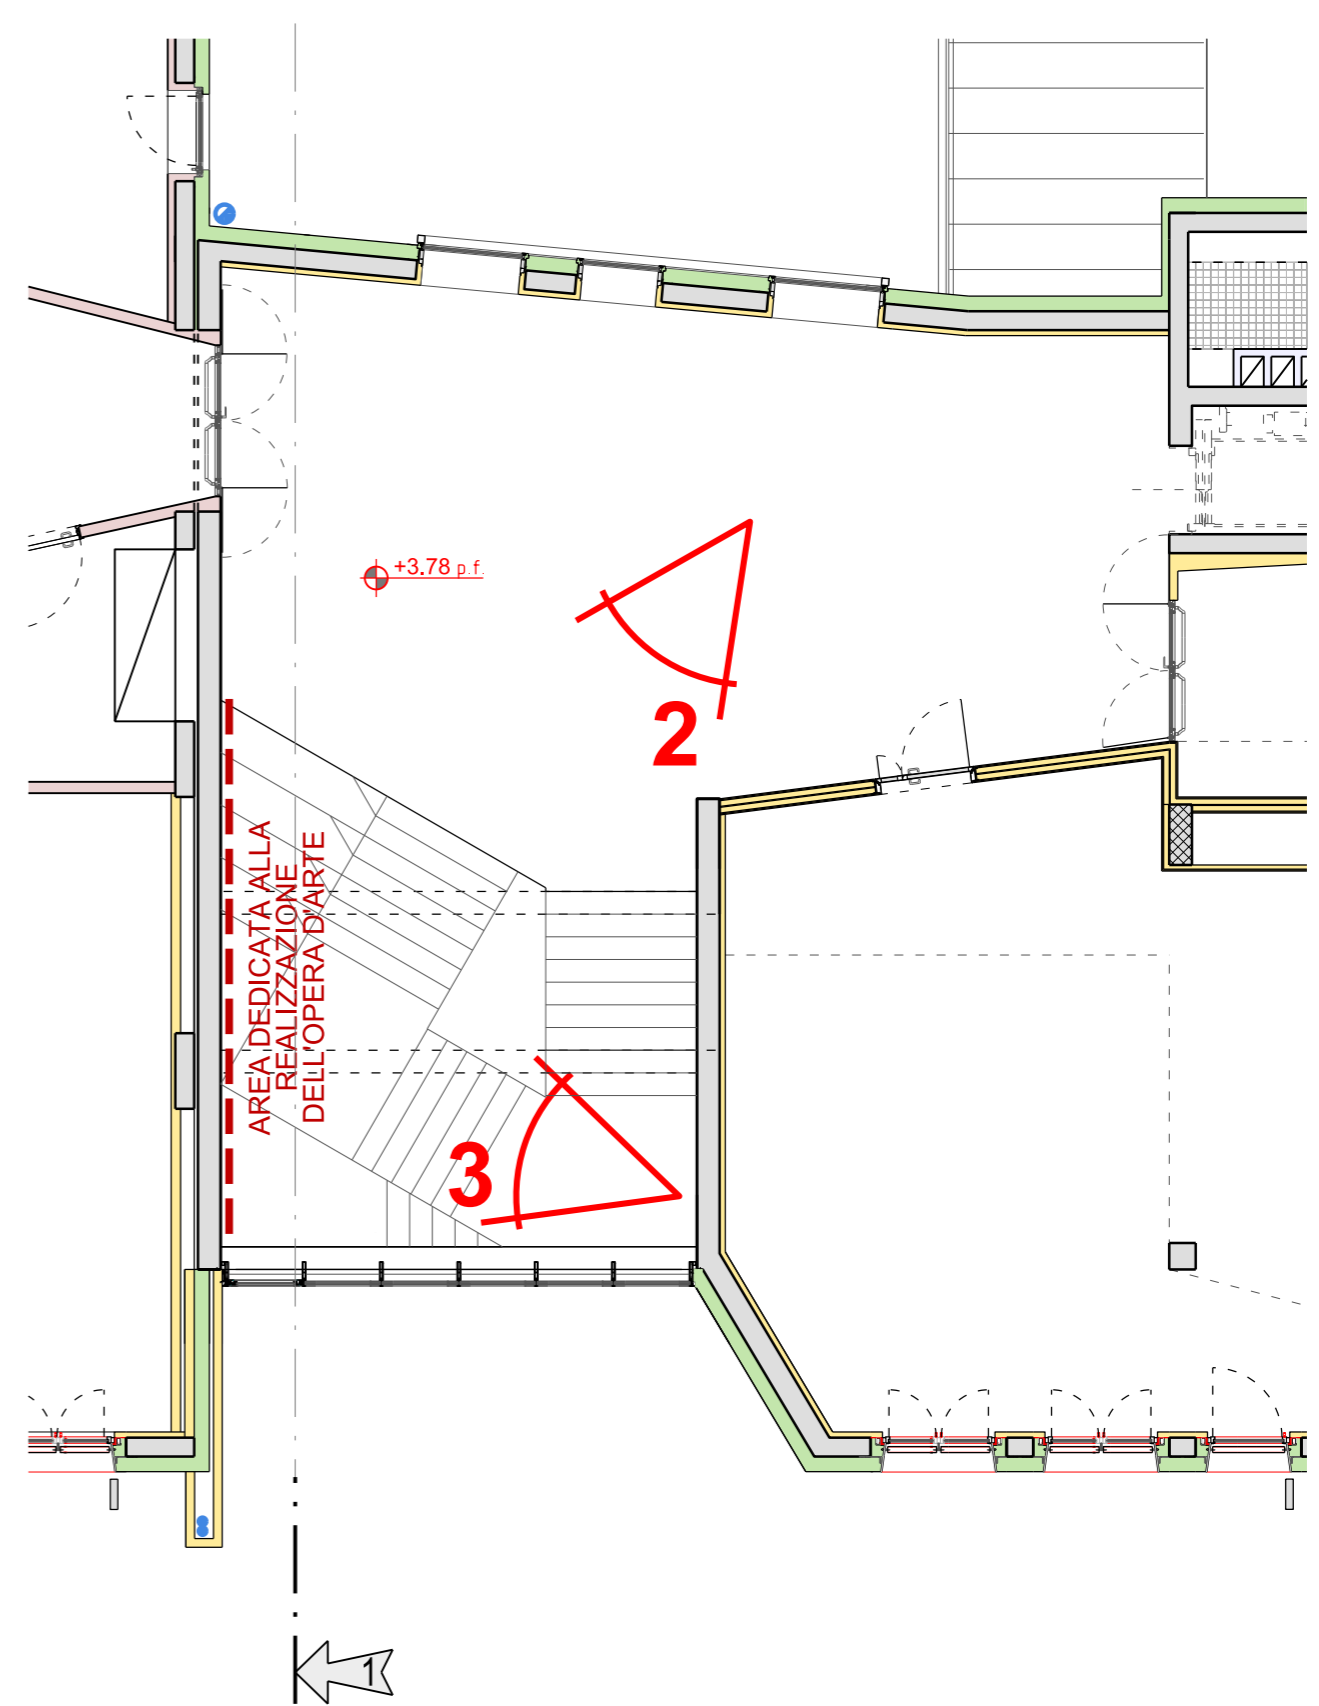 +3.78 p.f.
2
AREA DEDICATA ALLA
REALIZZAZIONE
DELL'OPERA D'ARTE
3
1